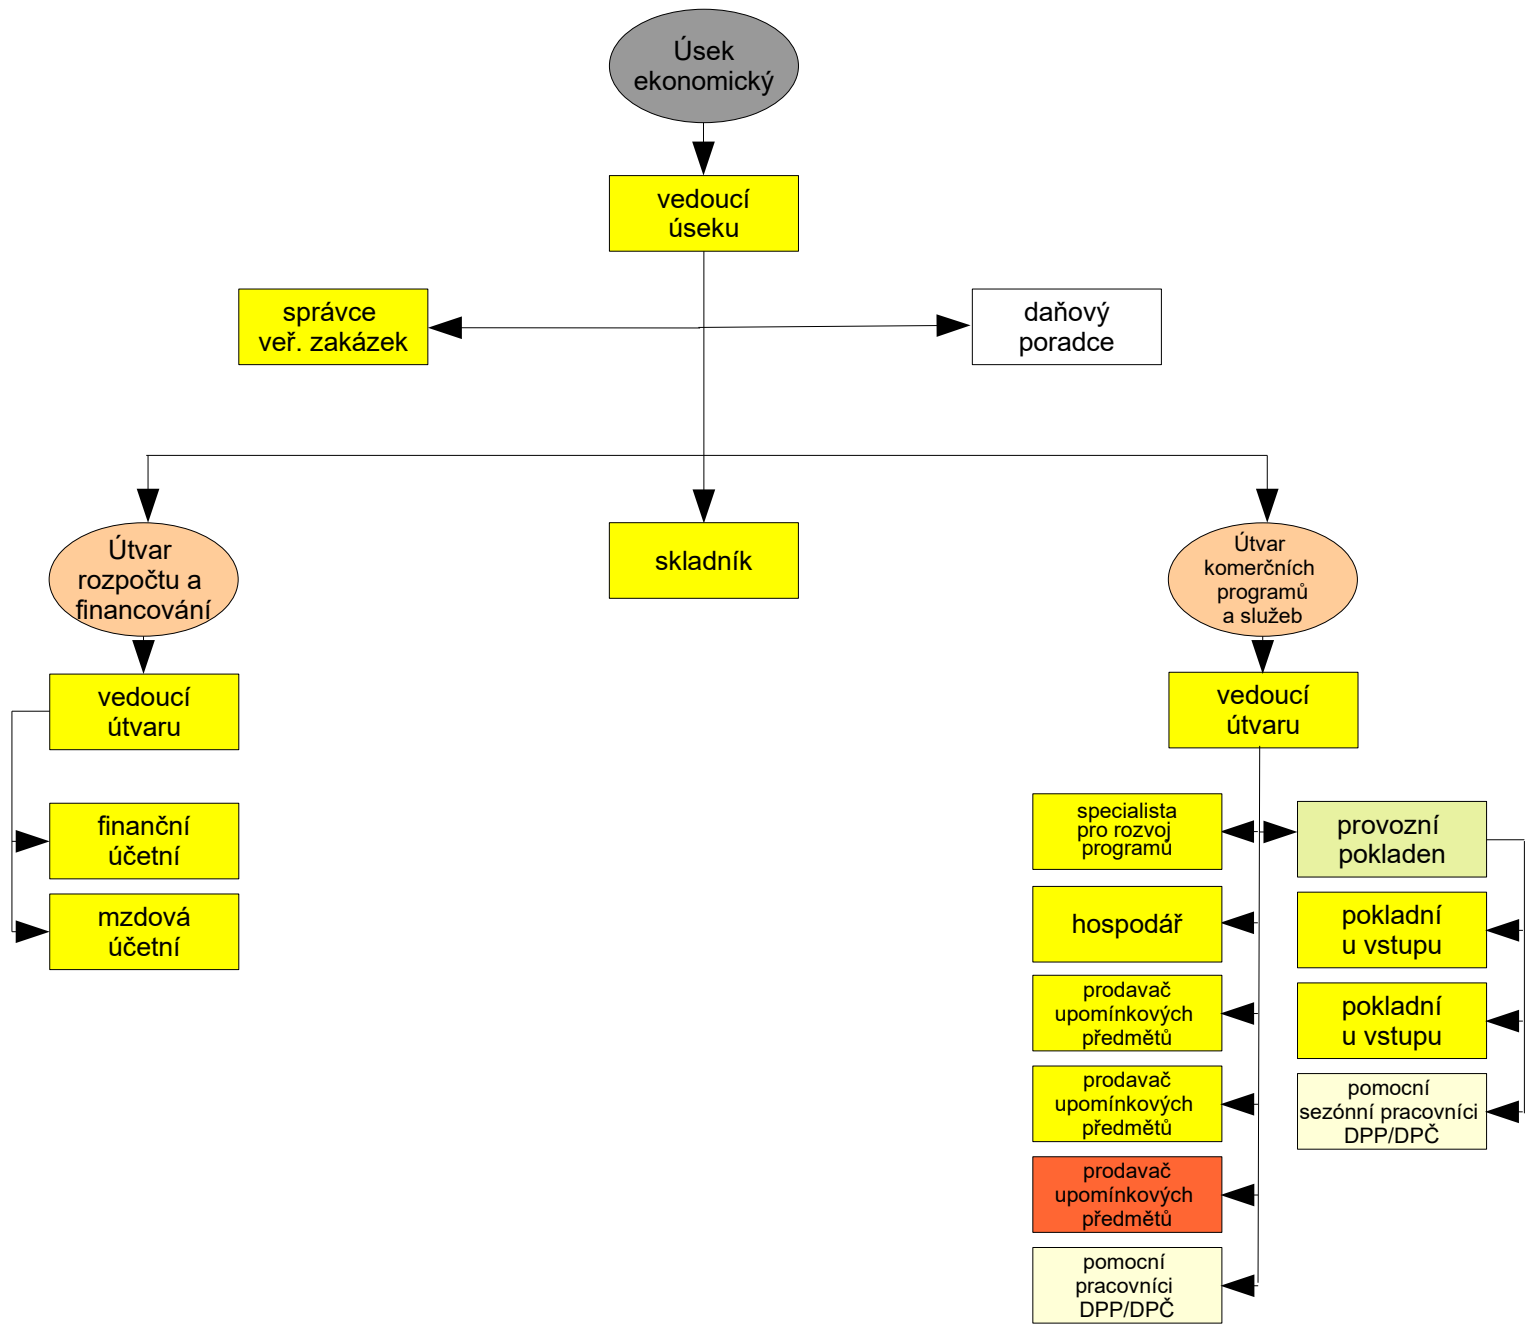 Úsek
ekonomický
vedoucí
úseku
správce
veř. zakázek
daňový
poradce
Útvar
rozpočtu a
financování
skladník
Útvar
komerčních
programů
a služeb
vedoucí
útvaru
finanční
účetní
mzdová
účetní
vedoucí
útvaru
specialista
pro rozvoj
programů
hospodář
prodavač
upomínkových
předmětů
prodavač
upomínkových
předmětů
prodavač
upomínkových
předmětů
pomocní
pracovníci
DPP/DPČ
provozní
pokladen
pokladní
u vstupu
pokladní
u vstupu
pomocní
sezónní pracovníci
DPP/DPČ